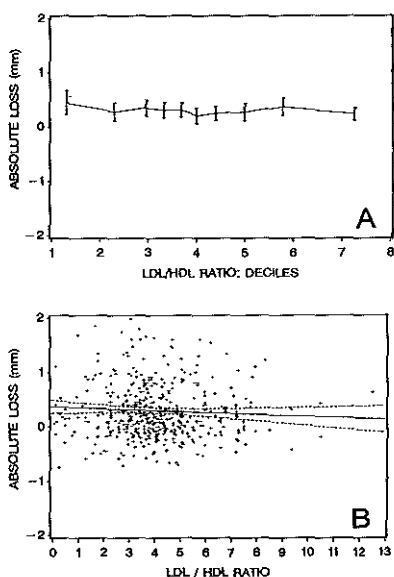 ABSOLUTE LOSS (mm)
2
1
0
−1
−2
A
1 2 3 4 5 6 7 8
LDL/HDL RATIO; DECILES
ABSOLUTE LOSS (mm)
2
1
0
−1
−2
B
0 1 2 3 4 5 6 7 8 9 10 11 12 13
LDL / HDL RATIO